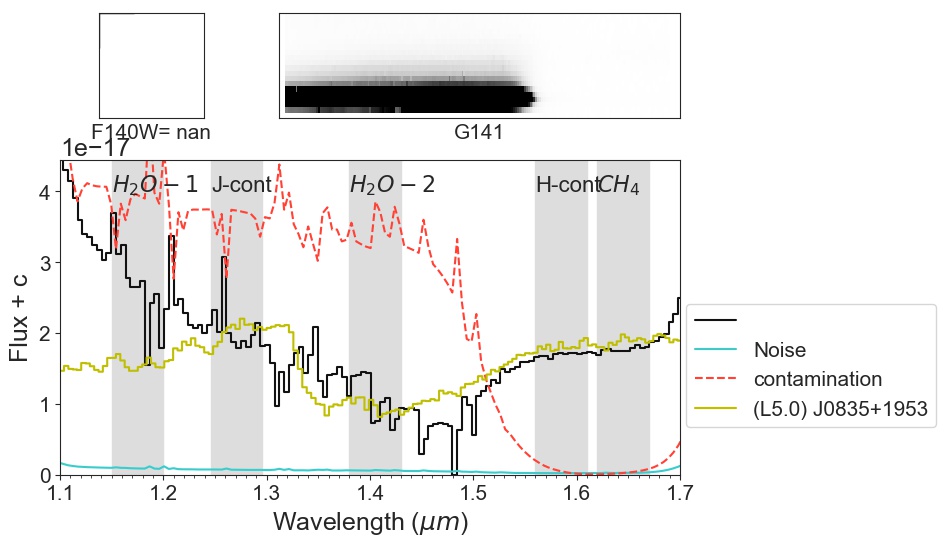 F140W= nan
G141
1e−17
H₂O − 1 J-cont H₂O − 2 H-cont CH₄
4
3
2
1
0
Flux + c
1.1 1.2 1.3 1.4 1.5 1.6 1.7
Wavelength (μm)
Noise
contamination
(L5.0) J0835+1953